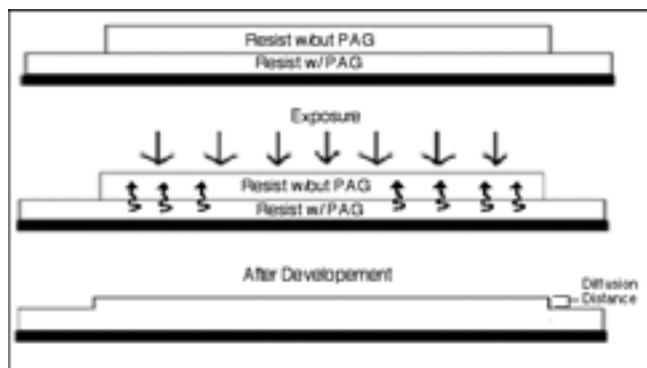 Resist w/out PAG
Resist w/ PAG
Exposure
Resist w/out PAG
Resist w/ PAG
After Developement
Diffusion
Distance